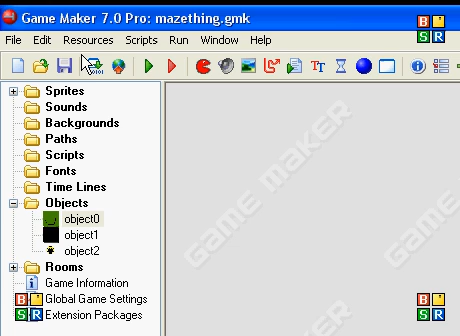 Game Maker 7.0 Pro: mazething.gmk
File Edit Resources Scripts Run Window Help
Sprites
Sounds
Backgrounds
Paths
Scripts
Fonts
Time Lines
Objects
object0
object1
object2
Rooms
Game Information
Global Game Settings
Extension Packages
GAME MAKER
GAME MAKER
B
S R
B
S R
B
S R